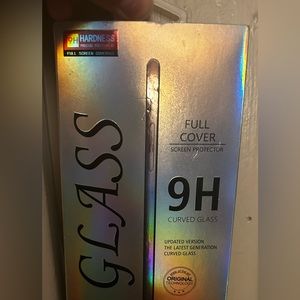 9H HARDNESS
FULL SCREEN COVERAGE
GLASS
FULL
COVER
SCREEN PROTECTOR
9H
CURVED GLASS
UPDATED VERSION
THE LATEST GENERATION
CURVED GLASS
ORIGINAL
TECHNOLOGY